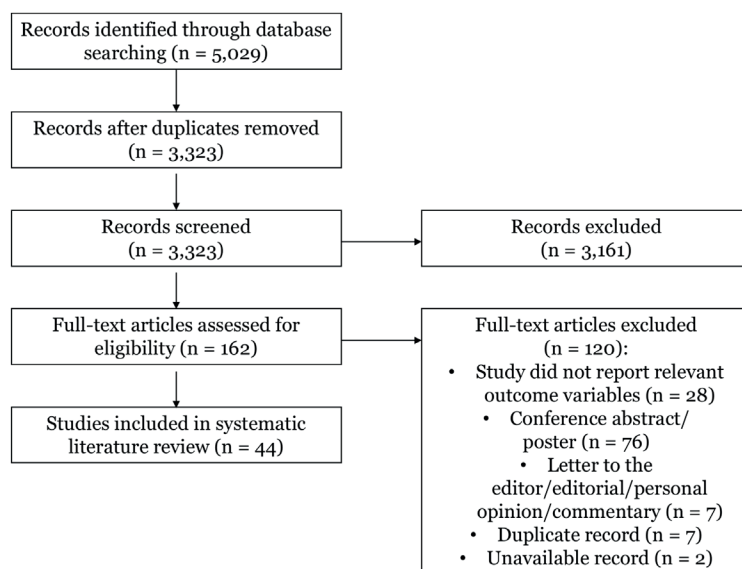 Records identified through database
searching (n = 5,029)
Records after duplicates removed
(n = 3,323)
Records screened
(n = 3,323)
Records excluded
(n = 3,161)
Full-text articles assessed for
eligibility (n = 162)
Full-text articles excluded
(n = 120):
• Study did not report relevant
outcome variables (n = 28)
• Conference abstract/
poster (n = 76)
• Letter to the
editor/editorial/personal
opinion/commentary (n = 7)
• Duplicate record (n = 7)
• Unavailable record (n = 2)
Studies included in systematic
literature review (n = 44)